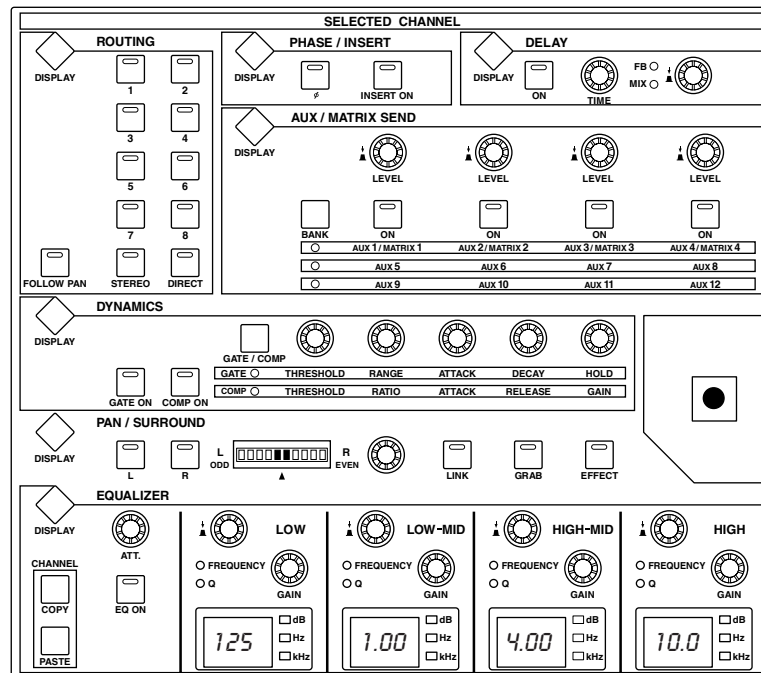 SELECTED CHANNEL
ROUTING
DISPLAY
1 2
3 4
5 6
7 8
FOLLOW PAN STEREO DIRECT
PHASE / INSERT
DISPLAY
ø INSERT ON
DELAY
DISPLAY
ON
TIME
FB
MIX
AUX / MATRIX SEND
DISPLAY
LEVEL LEVEL LEVEL LEVEL
BANK ON ON ON ON
AUX 1 / MATRIX 1 AUX 2 / MATRIX 2 AUX 3 / MATRIX 3 AUX 4 / MATRIX 4
AUX 5 AUX 6 AUX 7 AUX 8
AUX 9 AUX 10 AUX 11 AUX 12
DYNAMICS
DISPLAY
GATE / COMP
GATE THRESHOLD RANGE ATTACK DECAY HOLD
COMP THRESHOLD RATIO ATTACK RELEASE GAIN
GATE ON COMP ON
PAN / SURROUND
DISPLAY
L R
L R
ODD EVEN
LINK GRAB EFFECT
EQUALIZER
DISPLAY
ATT.
CHANNEL
COPY
EQ ON
PASTE
LOW
FREQUENCY
Q
GAIN
125
dB
Hz
kHz
LOW-MID
FREQUENCY
Q
GAIN
1.00
dB
Hz
kHz
HIGH-MID
FREQUENCY
Q
GAIN
4.00
dB
Hz
kHz
HIGH
FREQUENCY
Q
GAIN
10.0
dB
Hz
kHz